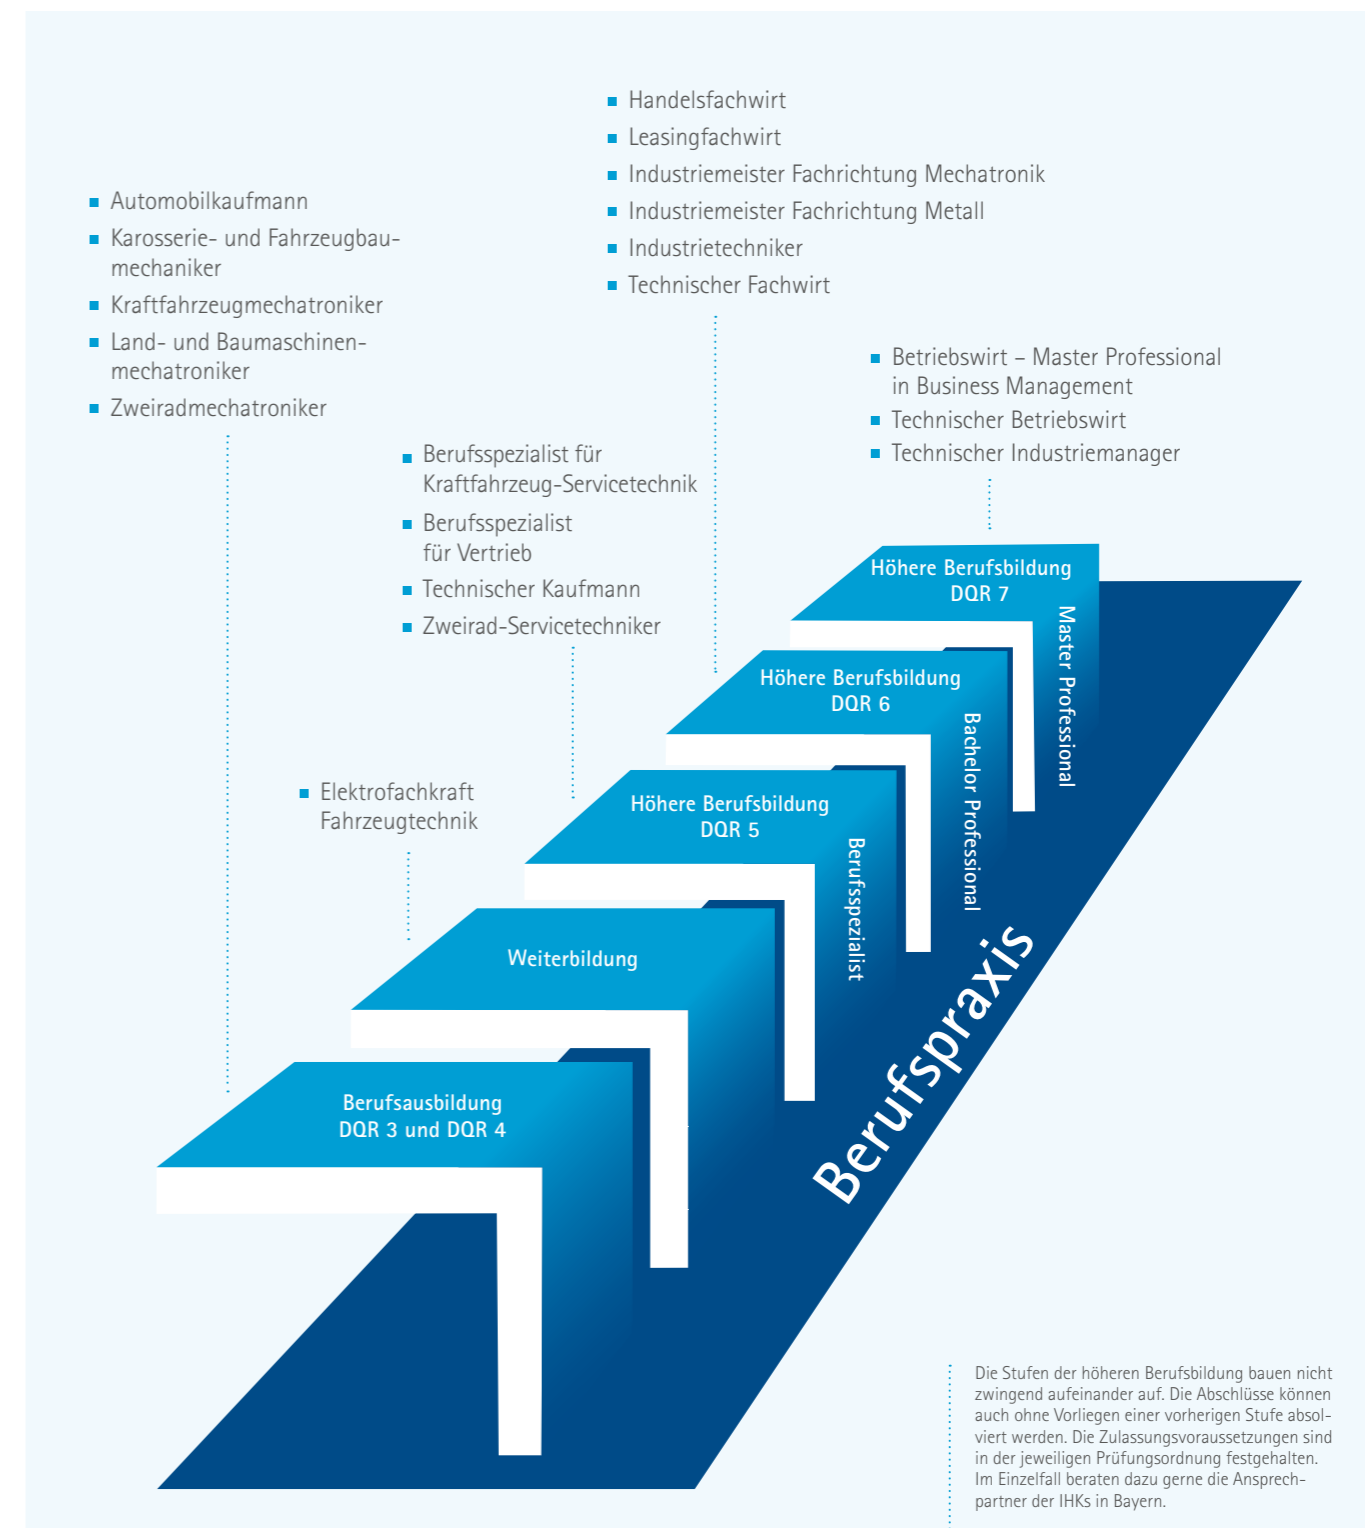 Handelsfachwirt
Leasingfachwirt
Industriemeister Fachrichtung Mechatronik
Industriemeister Fachrichtung Metall
Industrietechniker
Technischer Fachwirt
Automobilkaufmann
Karosserie- und Fahrzeugbau-
mechaniker
Kraftfahrzeugmechatroniker
Land- und Baumaschinen-
mechatroniker
Zweiradmechatroniker
Betriebswirt – Master Professional
in Business Management
Technischer Betriebswirt
Technischer Industriemanager
Berufsspezialist für
Kraftfahrzeug-Servicetechnik
Berufsspezialist
für Vertrieb
Technischer Kaufmann
Zweirad-Servicetechniker
Elektrofachkraft
Fahrzeugtechnik
Höhere Berufsbildung
DQR 7
Master Professional
Höhere Berufsbildung
DQR 6
Bachelor Professional
Höhere Berufsbildung
DQR 5
Berufsspezialist
Weiterbildung
Berufsausbildung
DQR 3 und DQR 4
Berufspraxis
Die Stufen der höheren Berufsbildung bauen nicht
zwingend aufeinander auf. Die Abschlüsse können
auch ohne Vorliegen einer vorherigen Stufe absol-
viert werden. Die Zulassungsvoraussetzungen sind
in der jeweiligen Prüfungsordnung festgehalten.
Im Einzelfall beraten dazu gerne die Ansprech-
partner der IHKs in Bayern.